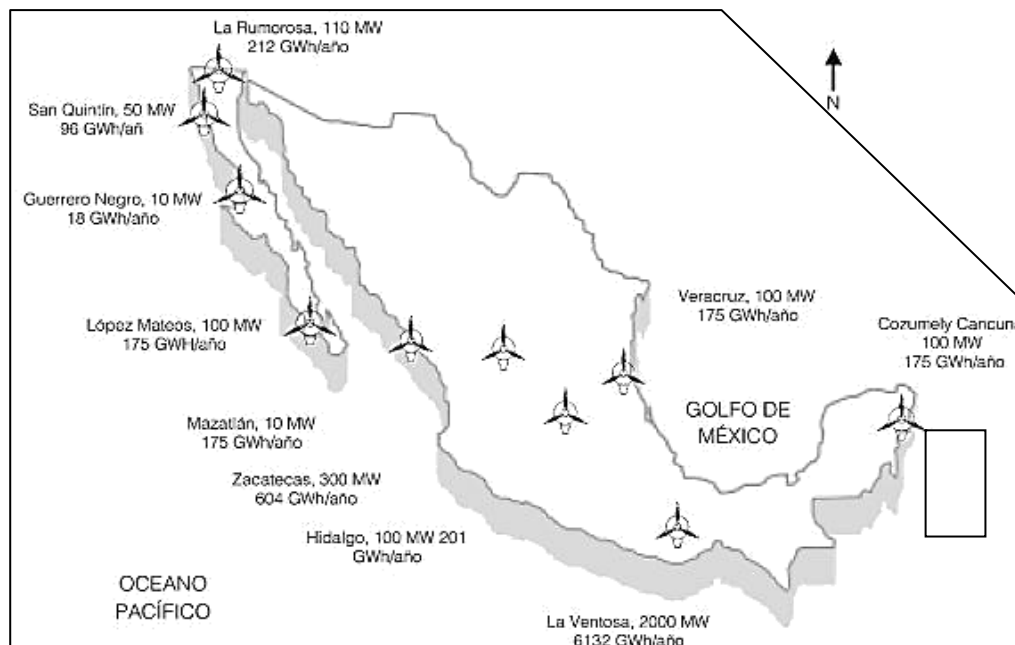 La Rumorosa, 110 MW
212 GWh/año
N
San Quintín, 50 MW
96 GWh/añ
Guerrero Negro, 10 MW
18 GWh/año
López Mateos, 100 MW
175 GWH/año
Veracruz, 100 MW
175 GWh/año
Cozumely Cancuna
100 MW
175 GWh/año
GOLFO DE
MÉXICO
Mazatlán, 10 MW
175 GWh/año
Zacatecas, 300 MW
604 GWh/año
Hidalgo, 100 MW 201
GWh/año
OCEANO
PACÍFICO
La Ventosa, 2000 MW
6132 GWh/año